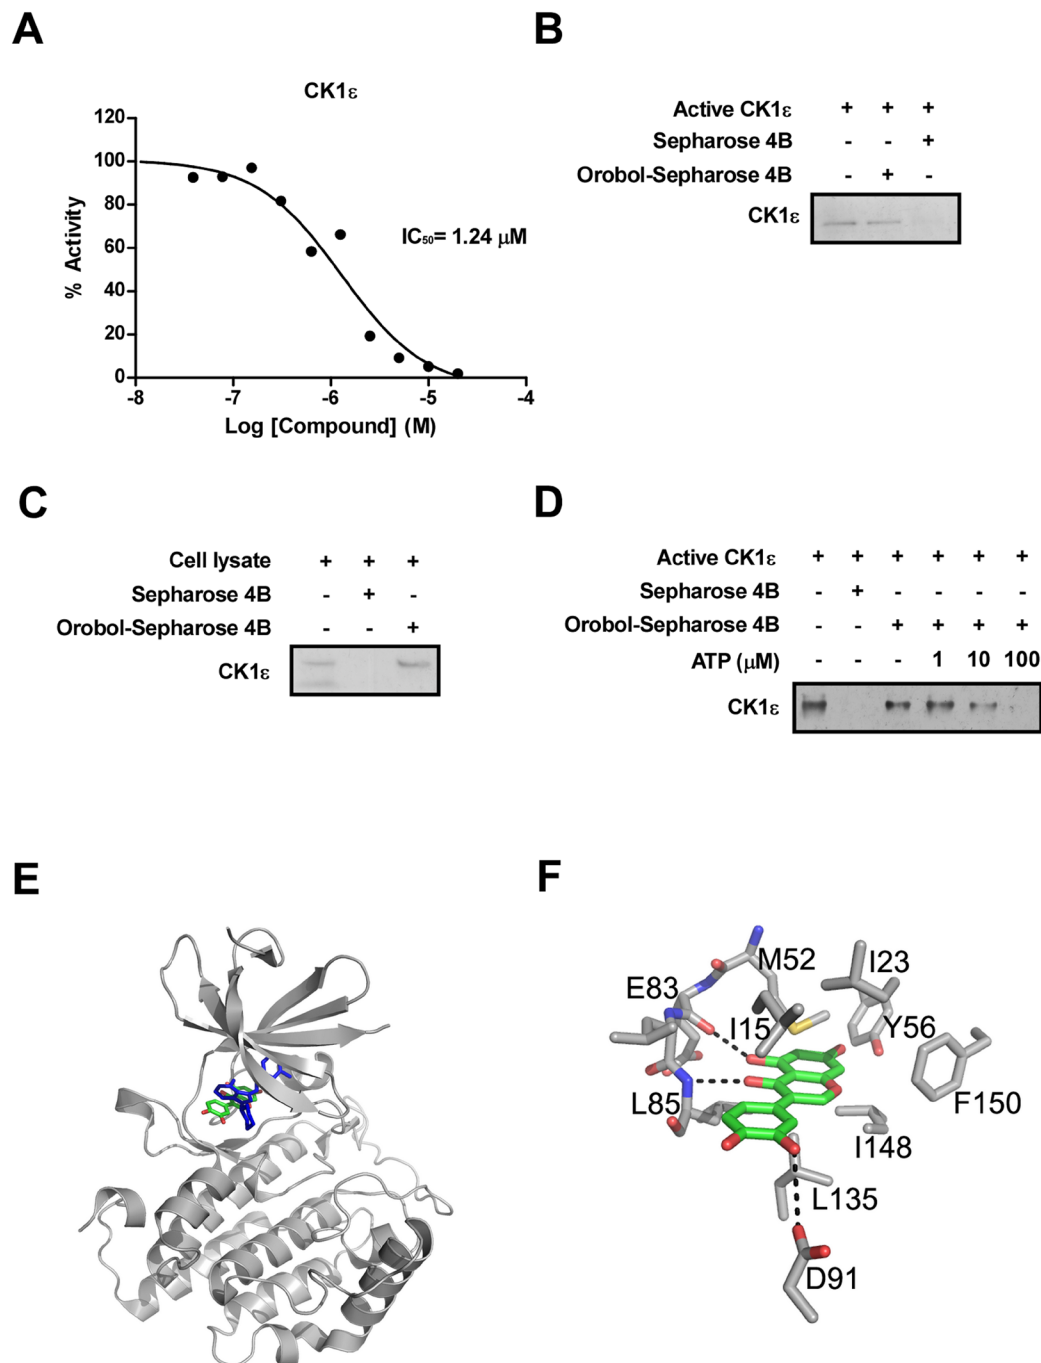 A
CK1ε
120
100
80
60
40
20
0
% Activity
IC₅₀= 1.24 μM
-8 -7 -6 -5 -4
Log [Compound] (M)
B
Active CK1ε + + +
Sepharose 4B - - +
Orobol-Sepharose 4B - + -
CK1ε
C
Cell lysate + + +
Sepharose 4B - + -
Orobol-Sepharose 4B - - +
CK1ε
D
Active CK1ε + + + + + +
Sepharose 4B - + - - - -
Orobol-Sepharose 4B - - + + + +
ATP (μM) - - - 1 10 100
CK1ε
E
F
M52
I23
E83
I15
Y56
L85
F150
I148
L135
D91